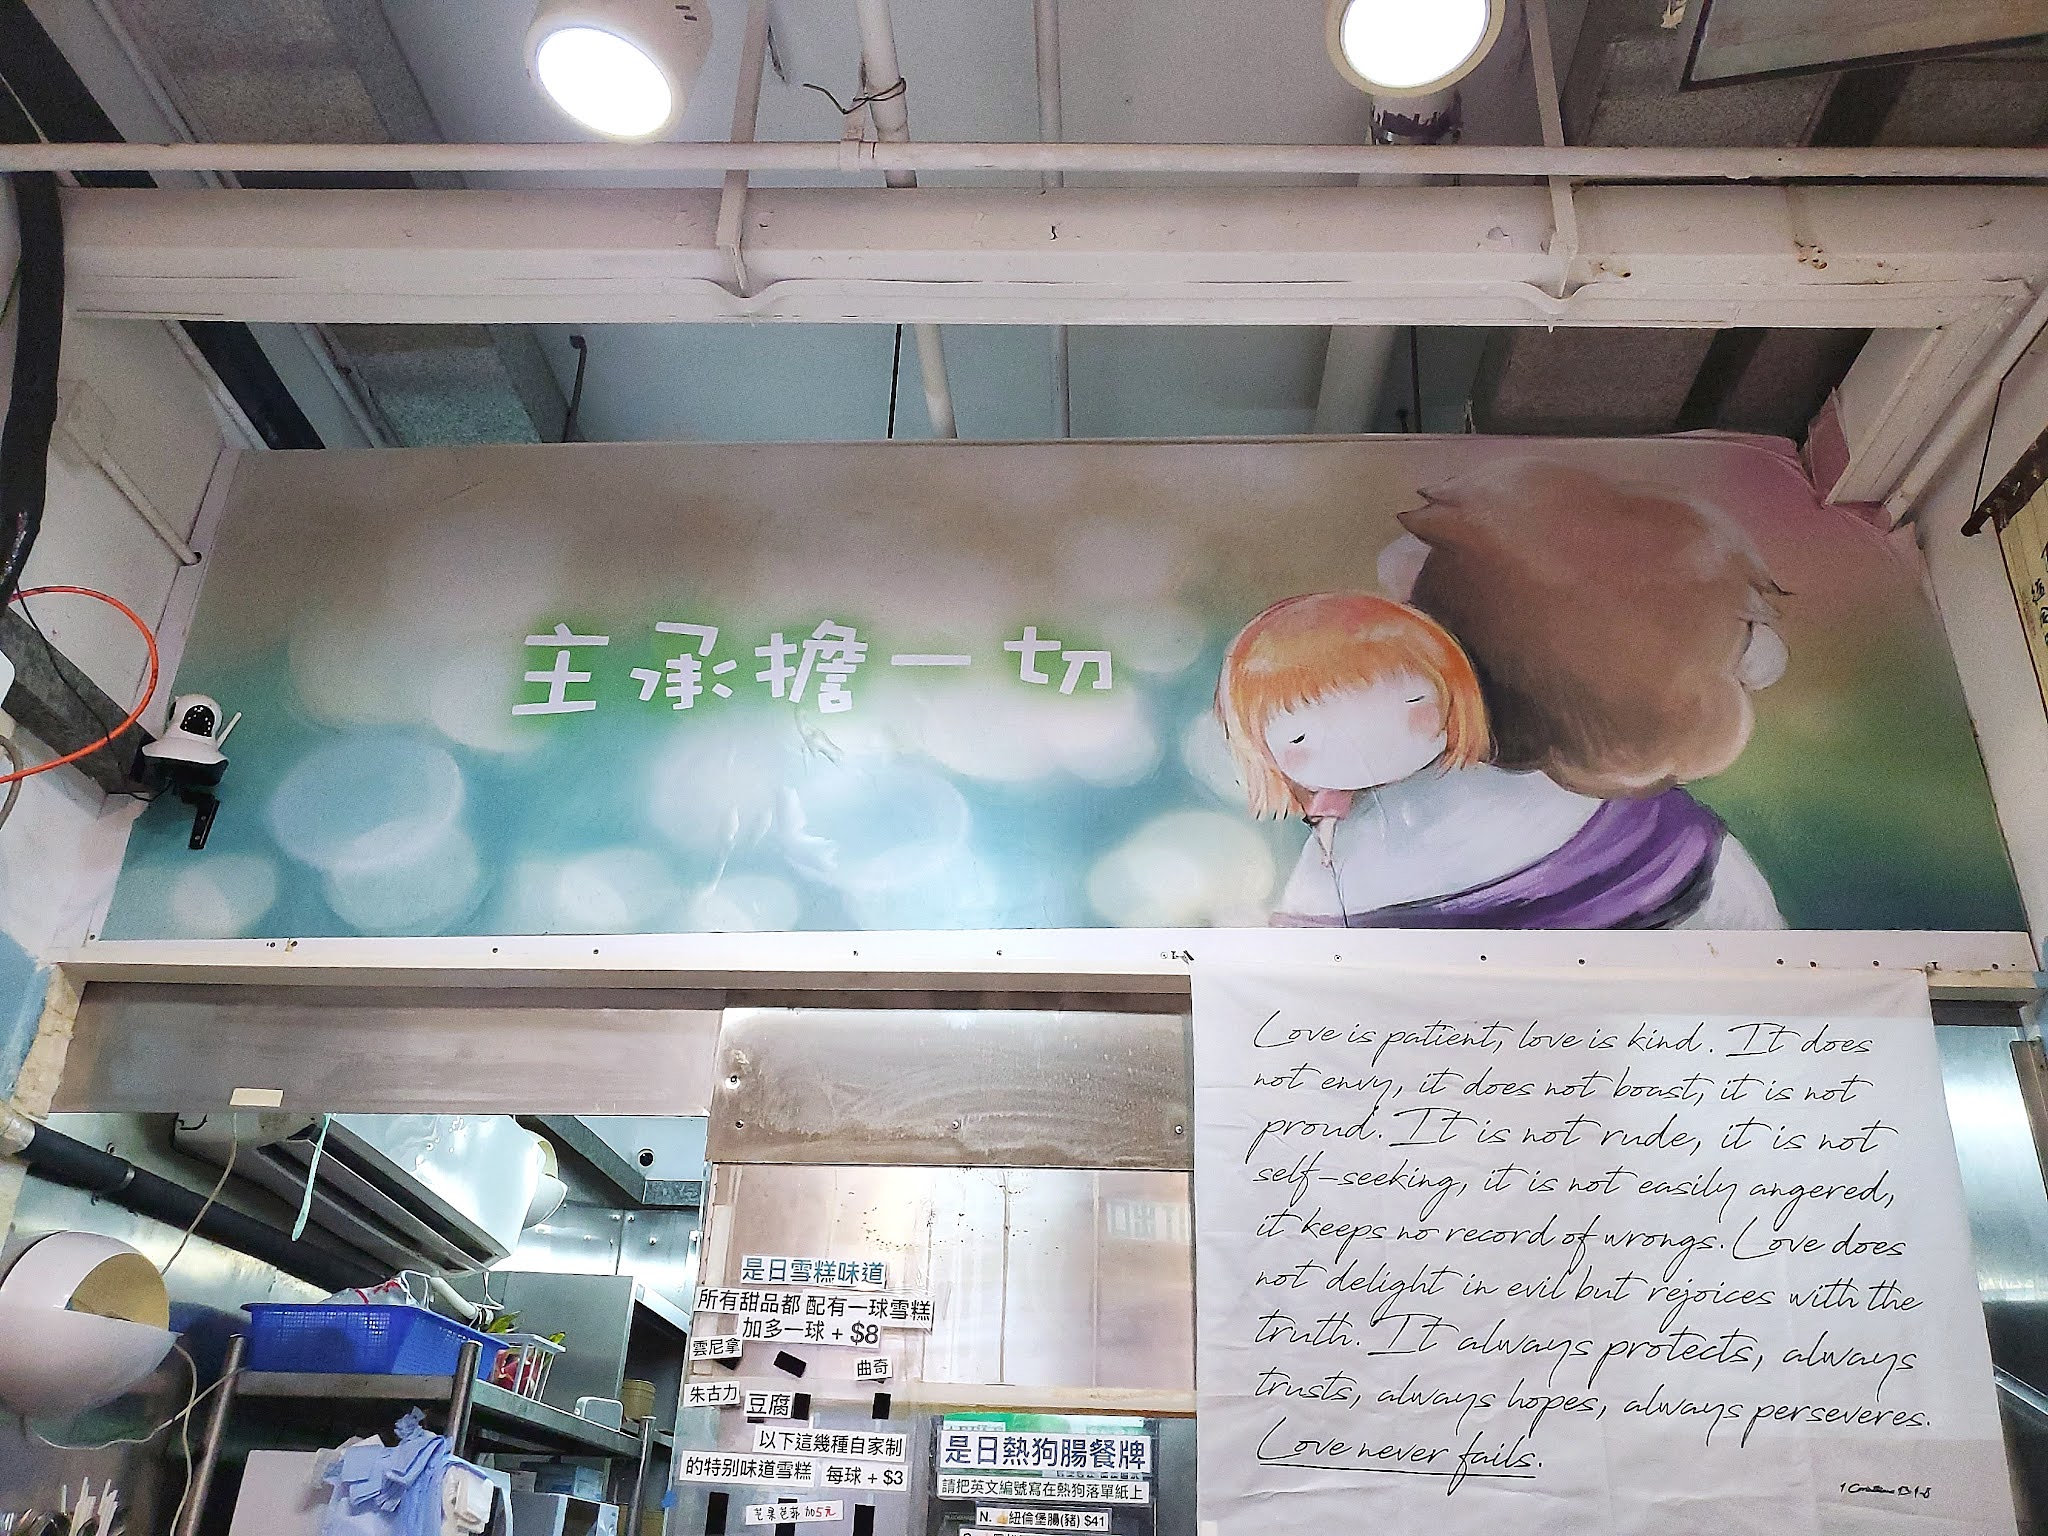 主承擔一切
Love is patient, love is kind. It does
not envy, it does not boast, it is not
proud. It is not rude, it is not
self-seeking, it is not easily angered,
it keeps no record of wrongs. Love does
not delight in evil but rejoices with the
truth. It always protects, always
trusts, always hopes, always perseveres.
Love never fails.
是日雪糕味道
所有甜品都 配有一球雪糕
加多一球 + $8
雲尼拿
曲奇
朱古力
豆腐
以下這幾種自家制
的特別味道雪糕 每球 + $3
芒果芭菲 加5元
是日熱狗腸餐牌
請把英文編號寫在熱狗落單紙上
N. 👍紐倫堡腸(豬) $41